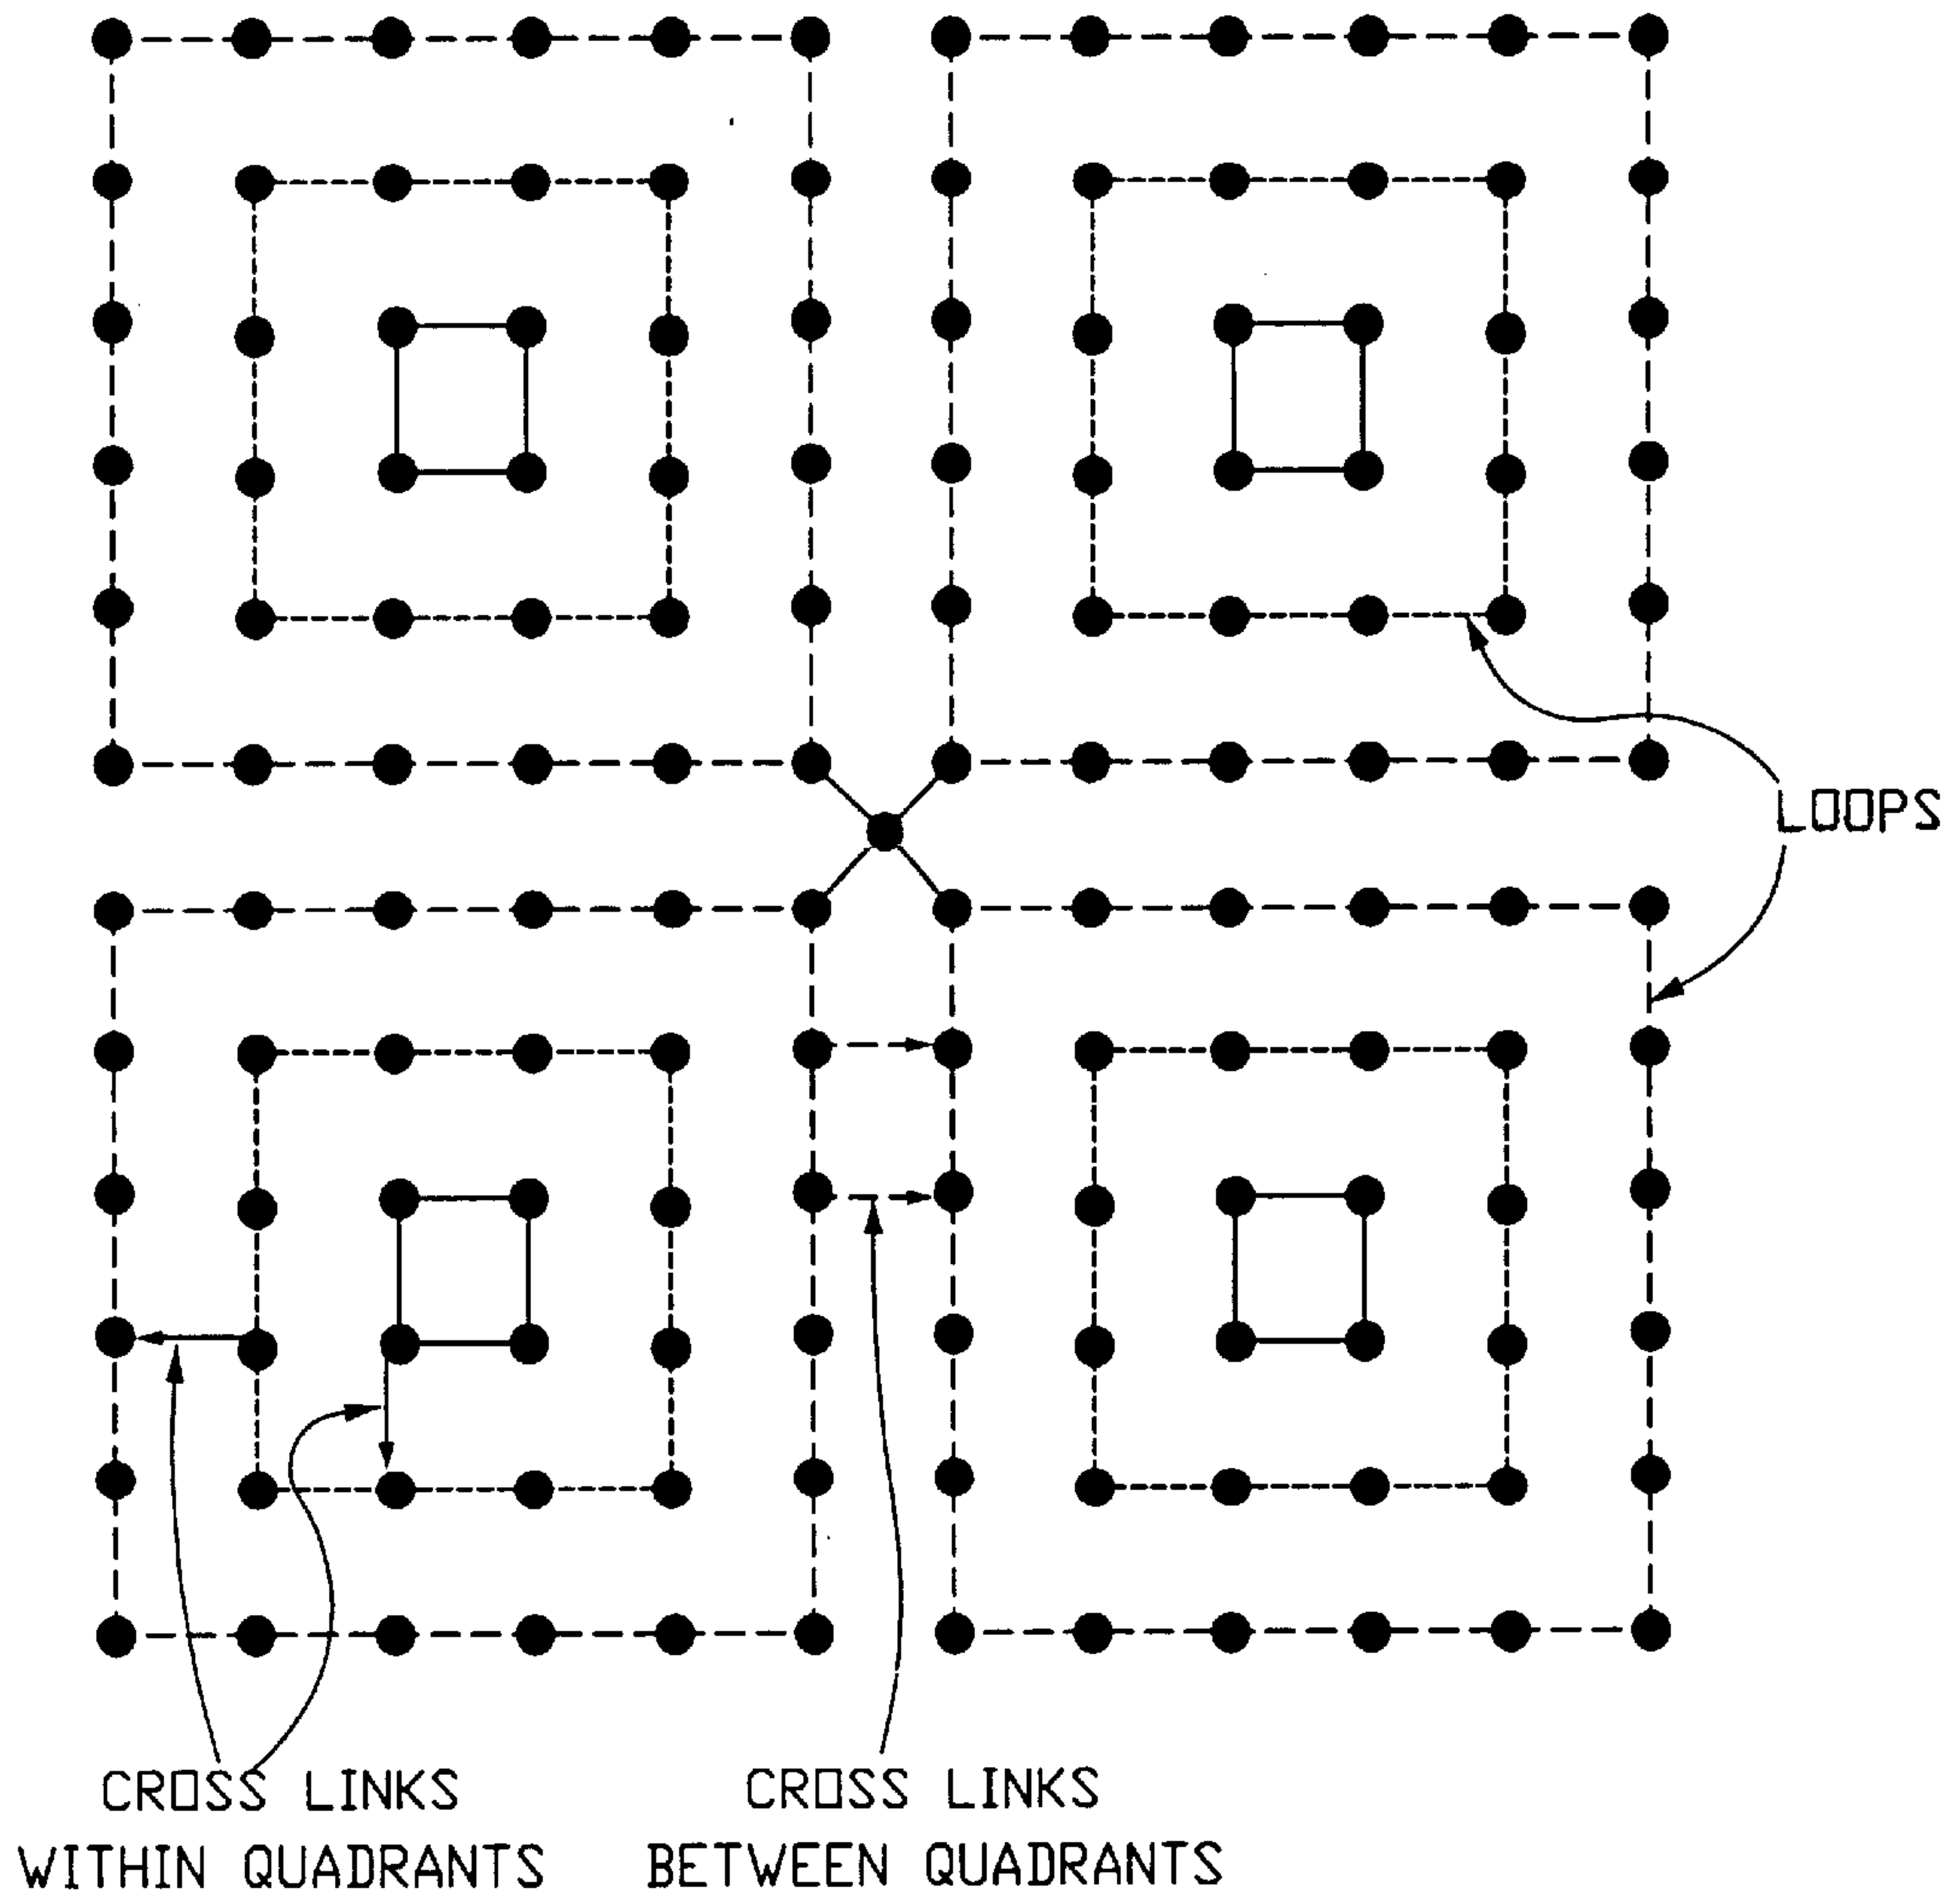 LOOPS
CROSS LINKS
WITHIN QUADRANTS
CROSS LINKS
BETWEEN QUADRANTS